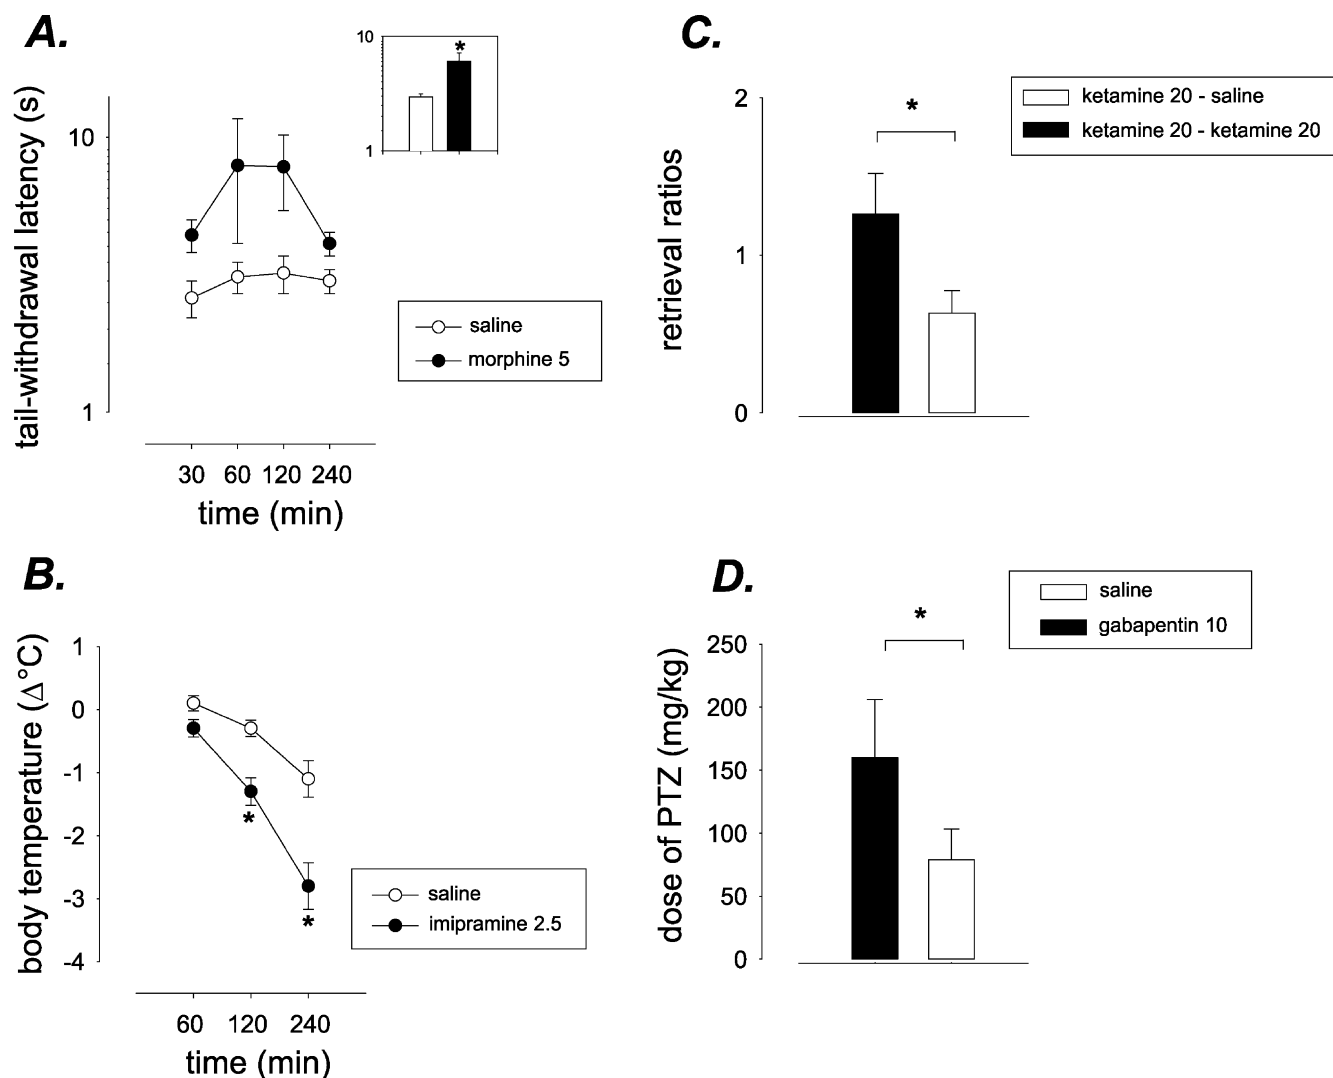 A.
10
*
1
tail-withdrawal latency (s)
10
1
saline
morphine 5
30 60 120 240
time (min)
C.
ketamine 20 - saline
ketamine 20 - ketamine 20
retrieval ratios
2
1
0
*
B.
body temperature (Δ°C)
1
0
-1
-2
-3
-4
*
*
saline
imipramine 2.5
60 120 240
time (min)
D.
saline
gabapentin 10
dose of PTZ (mg/kg)
250
200
150
100
50
0
*